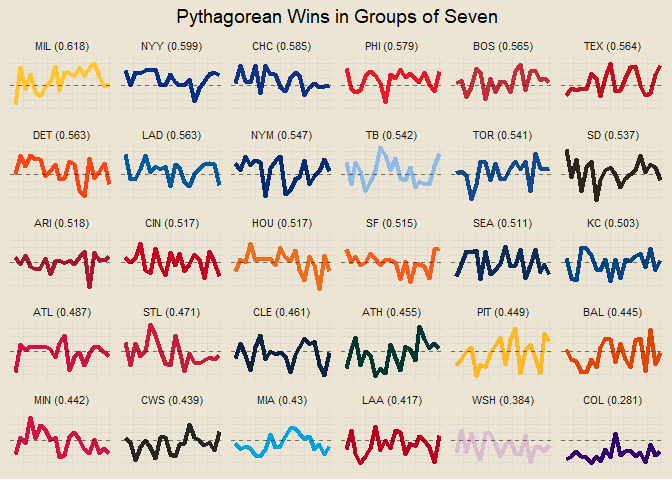 Pythagorean Wins in Groups of Seven
MIL (0.618) NYY (0.599) CHC (0.585) PHI (0.579) BOS (0.565) TEX (0.564)
DET (0.563) LAD (0.563) NYM (0.547) TB (0.542) TOR (0.541) SD (0.537)
ARI (0.518) CIN (0.517) HOU (0.517) SF (0.515) SEA (0.511) KC (0.503)
ATL (0.487) STL (0.471) CLE (0.461) ATH (0.455) PIT (0.449) BAL (0.445)
MIN (0.442) CWS (0.439) MIA (0.43) LAA (0.417) WSH (0.384) COL (0.281)